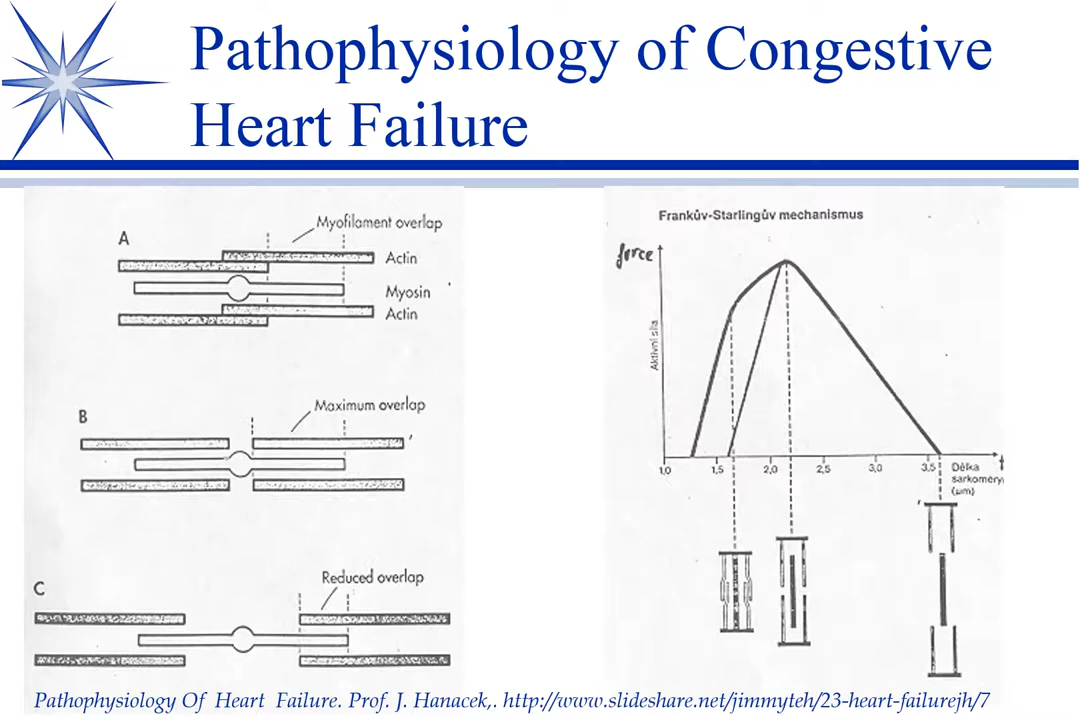 Pathophysiology of Congestive
Heart Failure
A
Myofilament overlap
Actin
Myosin
Actin
B
Maximum overlap
C
Reduced overlap
Frankův-Starlingův mechanismus
force
Aktivní síla
1,0 1,5 2,0 2,5 3,0 3,5
Délka
sarkomery
(μm)
Pathophysiology Of Heart Failure. Prof. J. Hanacek,. http://www.slideshare.net/jimmyteh/23-heart-failurejh/7